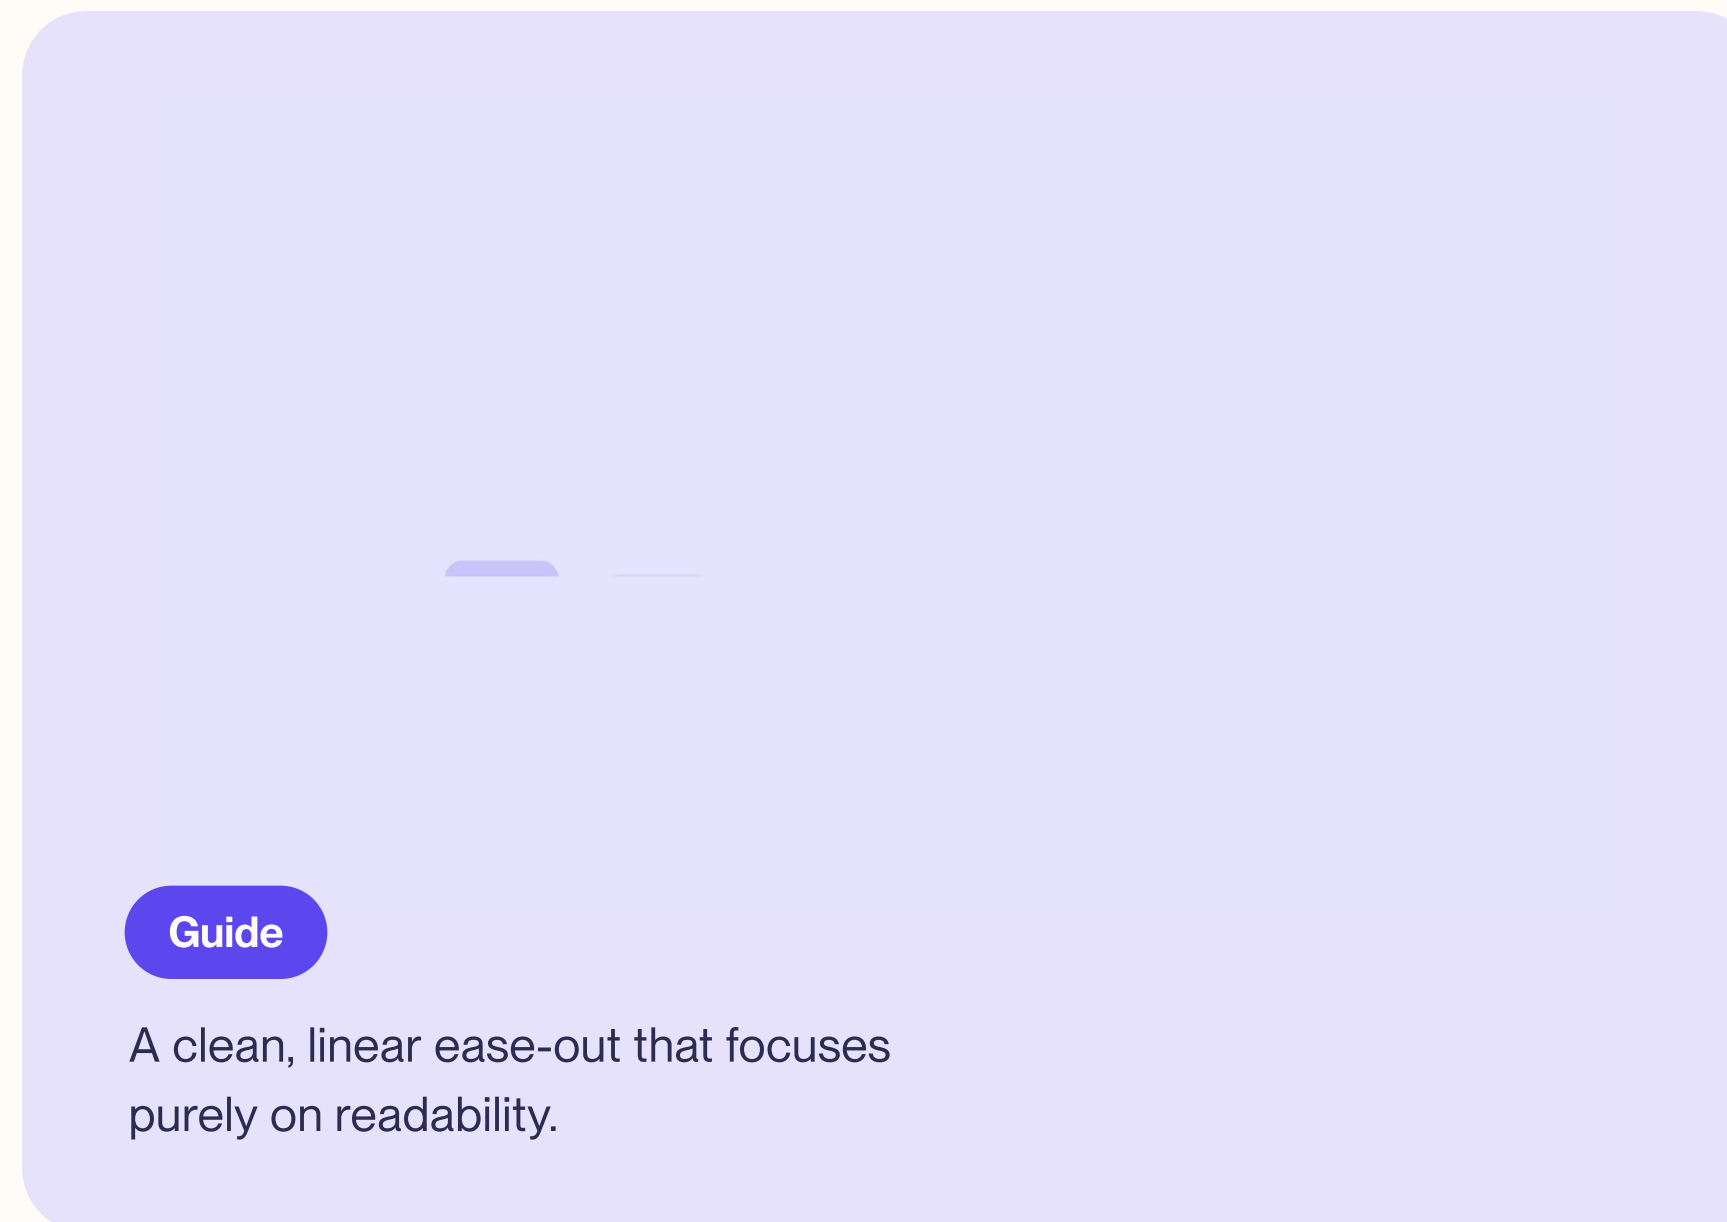 Guide
A clean, linear ease-out that focuses
purely on readability.